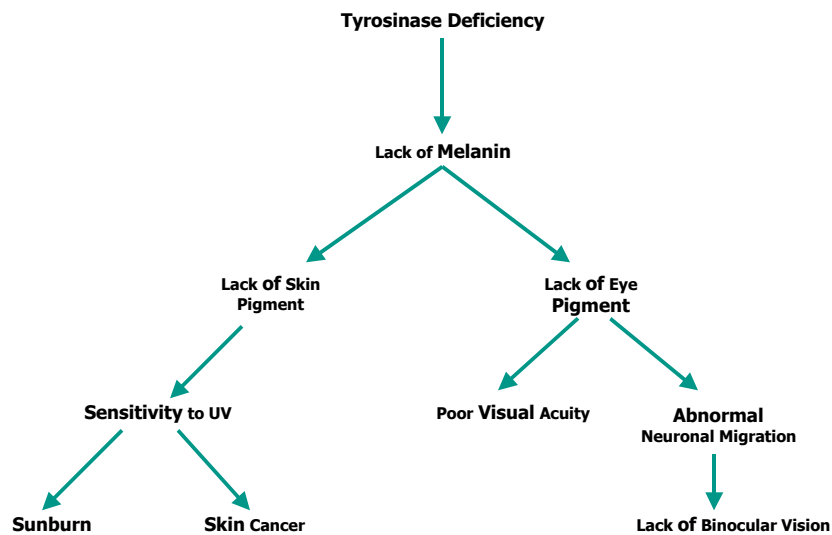 Tyrosinase Deficiency
Lack of Melanin
Lack of Skin
Pigment
Lack of Eye
Pigment
Sensitivity to UV
Poor Visual Acuity
Abnormal
Neuronal Migration
Sunburn
Skin Cancer
Lack of Binocular Vision